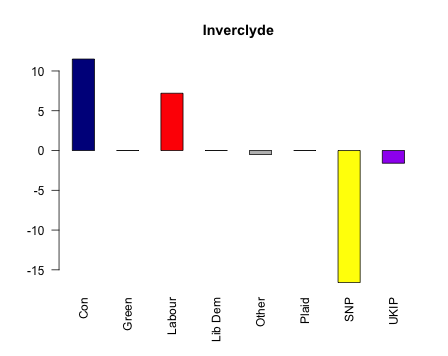 Inverclyde
10
5
0
-5
-10
-15
Con
Green
Labour
Lib Dem
Other
Plaid
SNP
UKIP